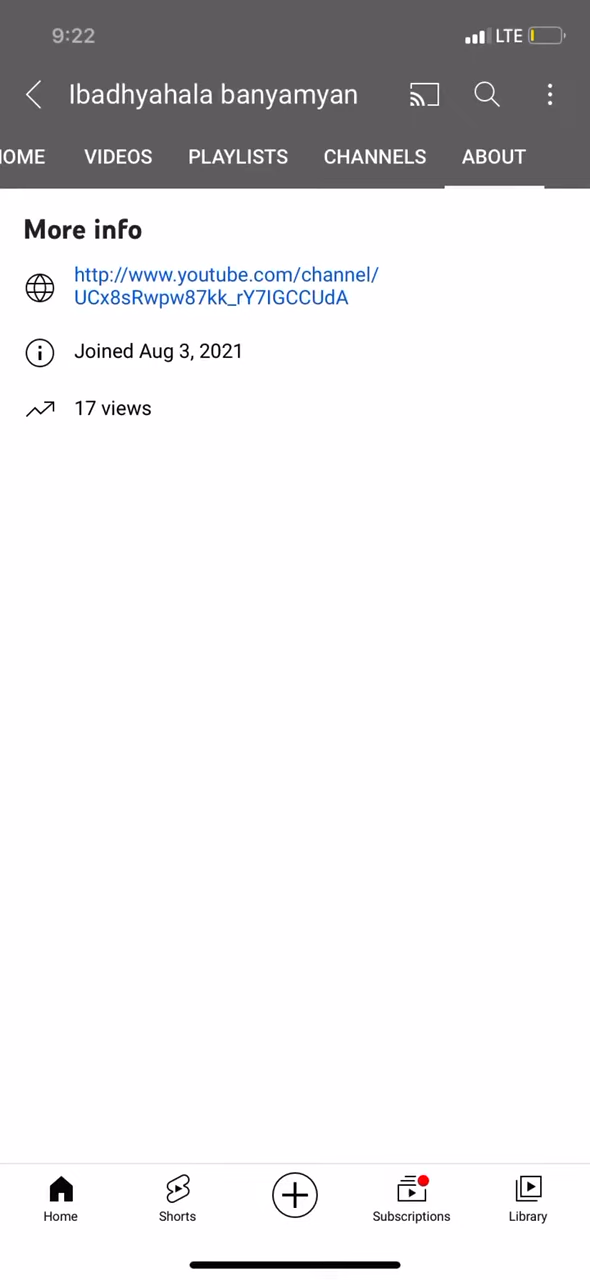 9:22
LTE
Ibadhyahala banyamyan
HOME VIDEOS PLAYLISTS CHANNELS ABOUT
More info
http://www.youtube.com/channel/
UCx8sRwpw87kk_rY7IGCCUdA
Joined Aug 3, 2021
17 views
Home Shorts Subscriptions Library